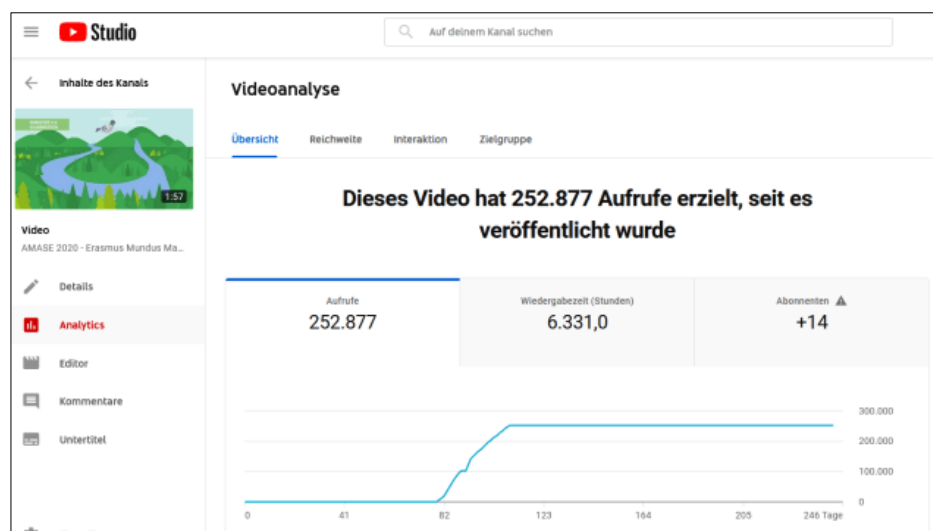 Studio
Auf deinem Kanal suchen
Inhalte des Kanals
1:57
Video
AMASE 2020 - Erasmus Mundus Ma...
Details
Analytics
Editor
Kommentare
Untertitel
Videoanalyse
Übersicht Reichweite Interaktion Zielgruppe
Dieses Video hat 252.877 Aufrufe erzielt, seit es
veröffentlicht wurde
Aufrufe Wiedergabezeit (Stunden) Abonnenten
252.877 6.331,0 +14
300.000
200.000
100.000
0
0 41 82 123 164 205 246 Tage